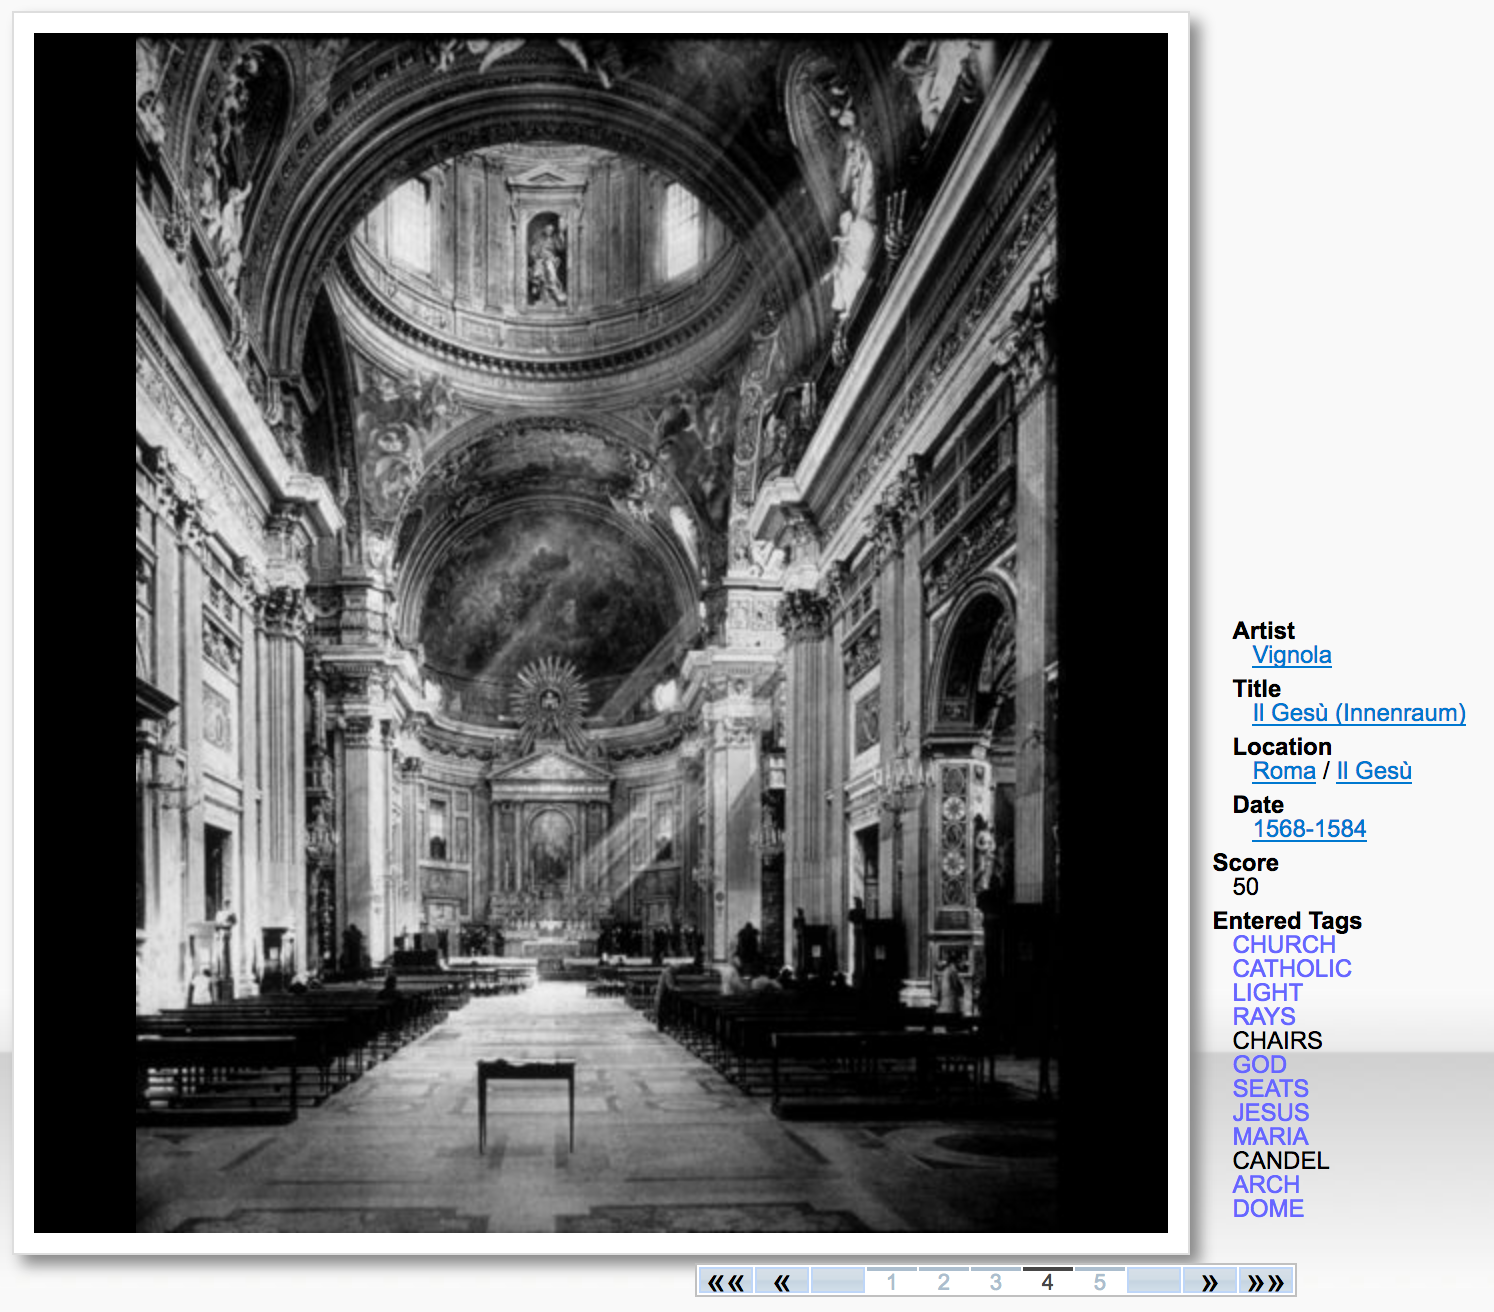 Artist
Vignola
Title
Il Gesù (Innenraum)
Location
Roma / Il Gesù
Date
1568-1584
Score
50
Entered Tags
CHURCH
CATHOLIC
LIGHT
RAYS
CHAIRS
GOD
SEATS
JESUS
MARIA
CANDEL
ARCH
DOME
«« « 1 2 3 4 5 » »»